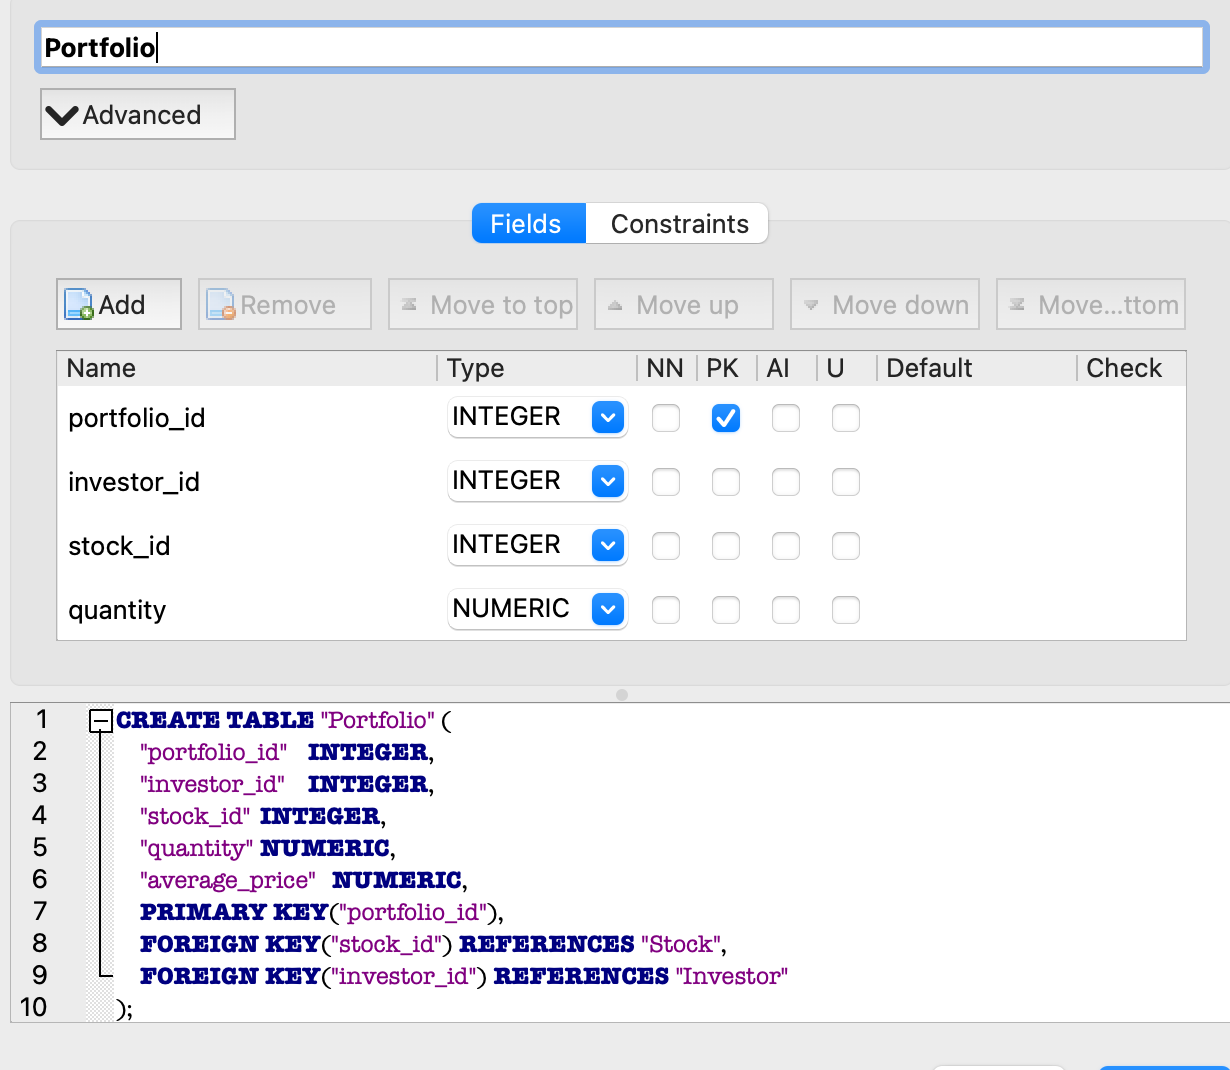 Portfolio
Advanced
Fields Constraints
Add Remove Move to top Move up Move down Move...ttom
Name Type NN PK AI U Default Check
portfolio_id INTEGER
investor_id INTEGER
stock_id INTEGER
quantity NUMERIC
1 CREATE TABLE "Portfolio" (
2 "portfolio_id" INTEGER,
3 "investor_id" INTEGER,
4 "stock_id" INTEGER,
5 "quantity" NUMERIC,
6 "average_price" NUMERIC,
7 PRIMARY KEY("portfolio_id"),
8 FOREIGN KEY("stock_id") REFERENCES "Stock",
9 FOREIGN KEY("investor_id") REFERENCES "Investor"
10 );